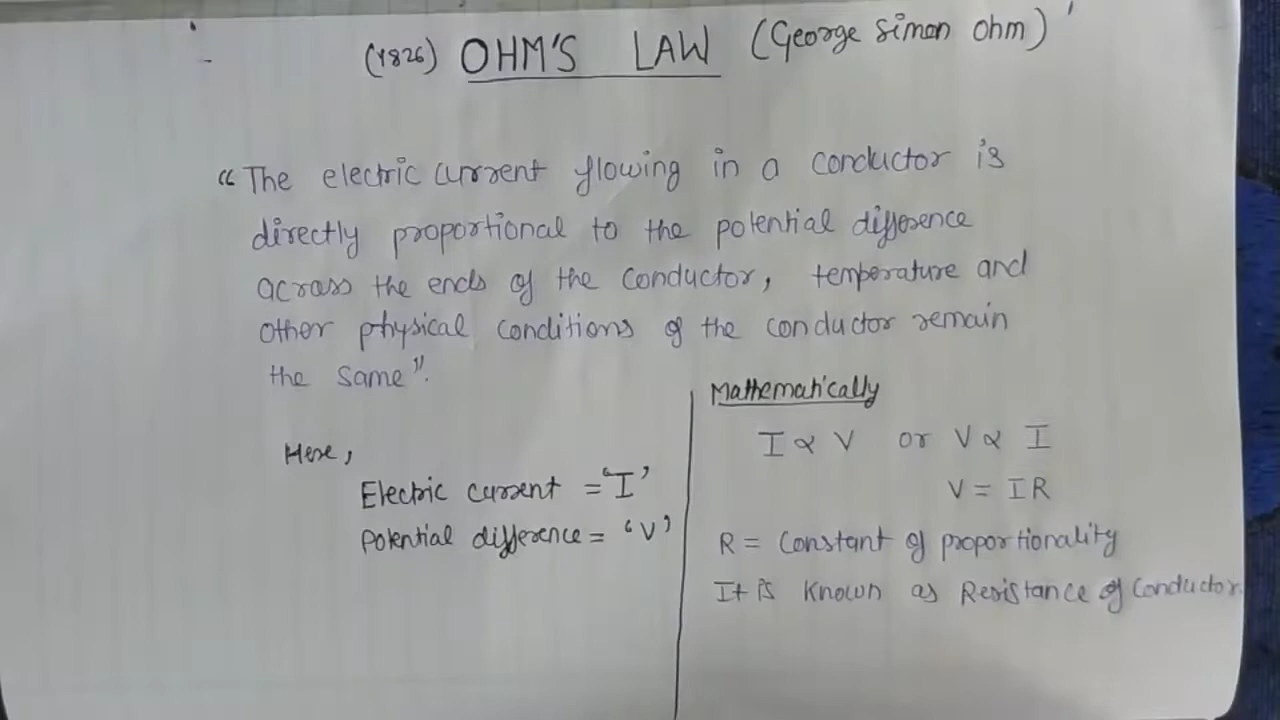 (1826) OHM'S LAW (George Simon Ohm)
"The electric current flowing in a conductor is
directly proportional to the potential difference
across the ends of the conductor, temperature and
other physical conditions of the conductor remain
the same".
Here,
Electric current = 'I'
Potential difference = 'V'
Mathematically
I ∝ V or V ∝ I
V = IR
R = Constant of proportionality
It is known as Resistance of Conductor.